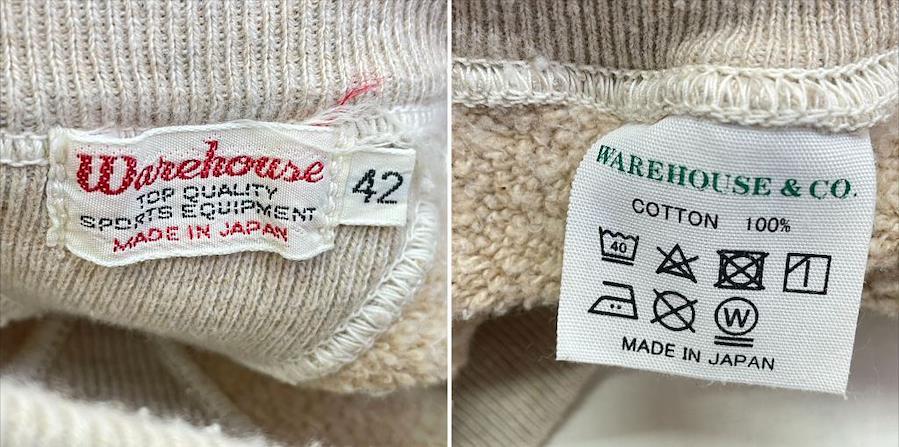 Warehouse
TOP QUALITY
SPORTS EQUIPMENT
MADE IN JAPAN
42
WAREHOUSE & CO.
COTTON 100%
40
W
MADE IN JAPAN